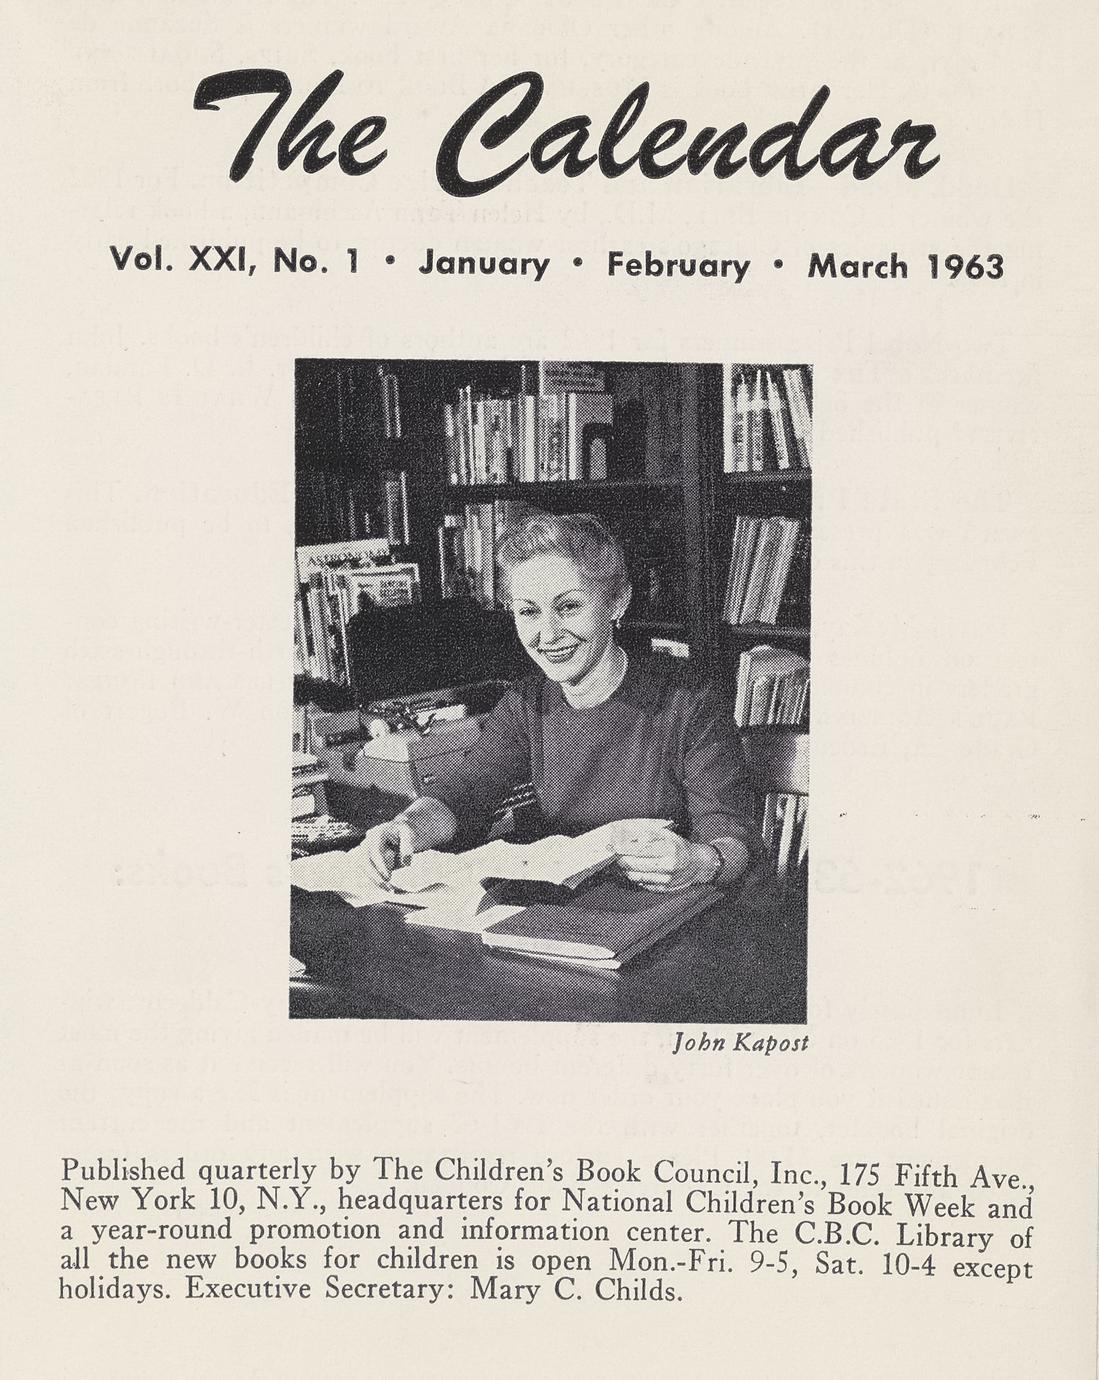 The Calendar
Vol. XXI, No. 1 • January • February • March 1963
John Kapost
Published quarterly by The Children's Book Council, Inc., 175 Fifth Ave.,
New York 10, N.Y., headquarters for National Children's Book Week and
a year-round promotion and information center. The C.B.C. Library of
all the new books for children is open Mon.-Fri. 9-5, Sat. 10-4 except
holidays. Executive Secretary: Mary C. Childs.